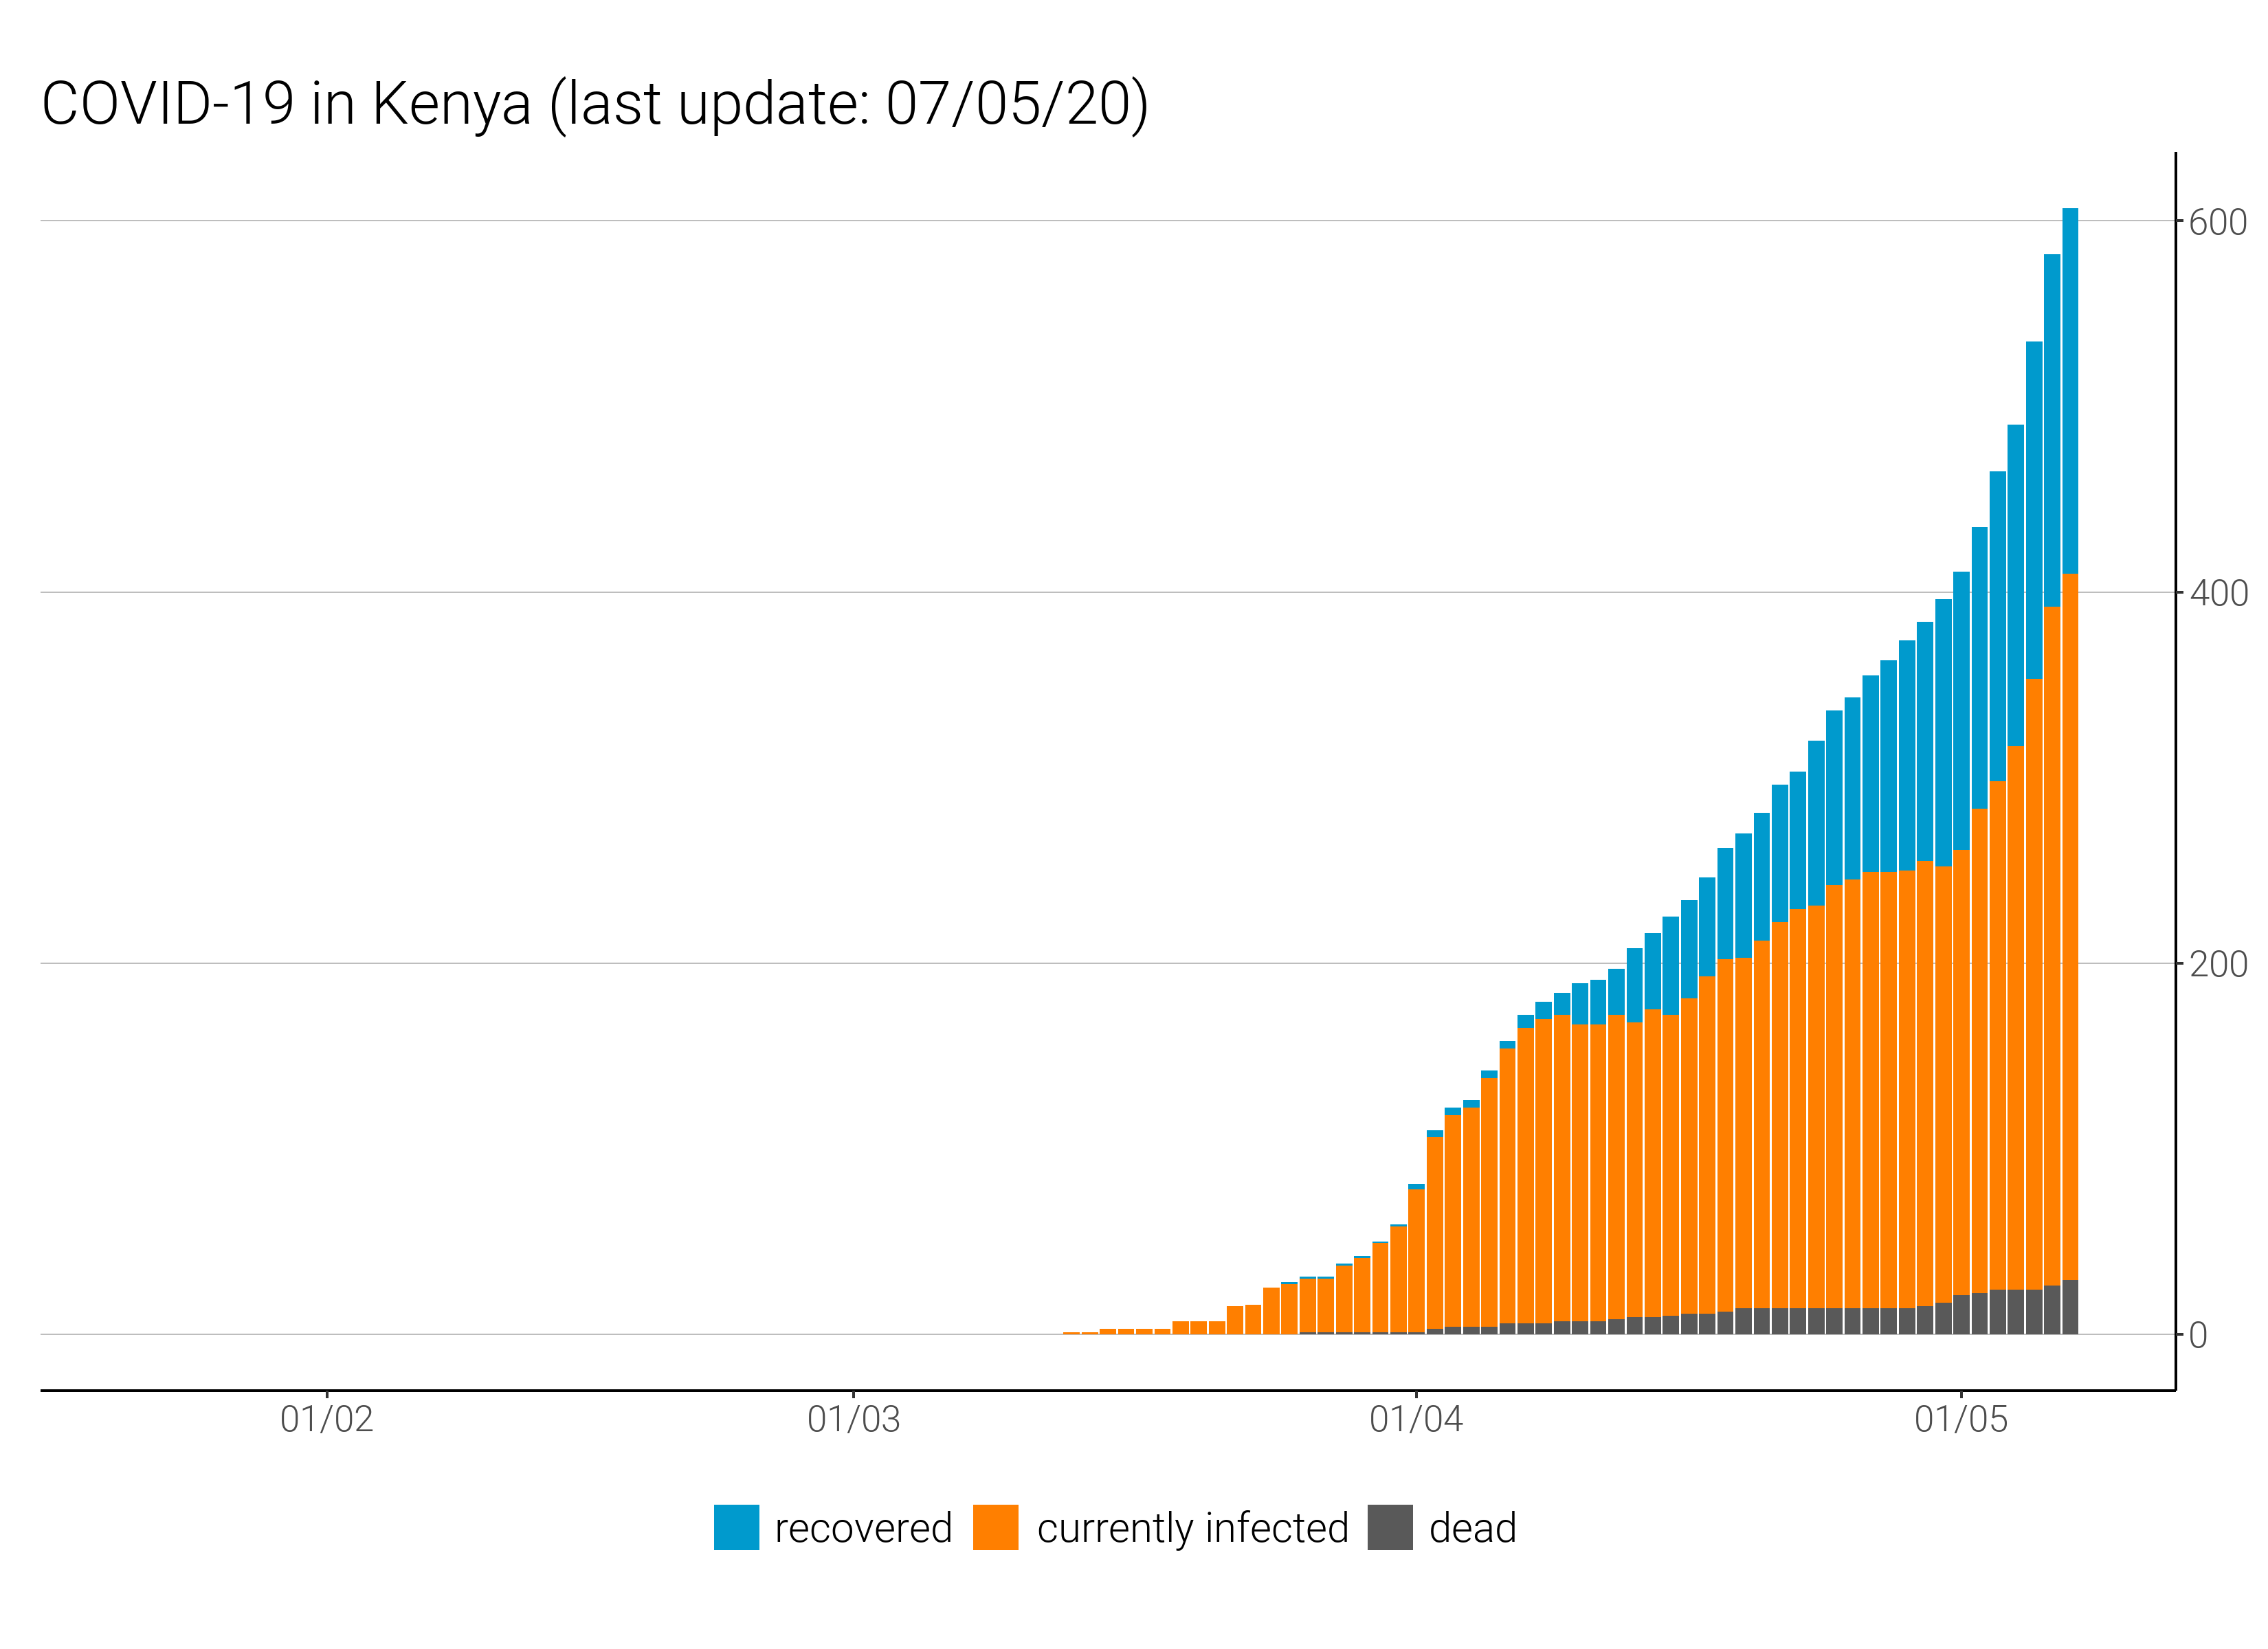 COVID-19 in Kenya (last update: 07/05/20)
600
400
200
0
01/02 01/03 01/04 01/05
recovered currently infected dead